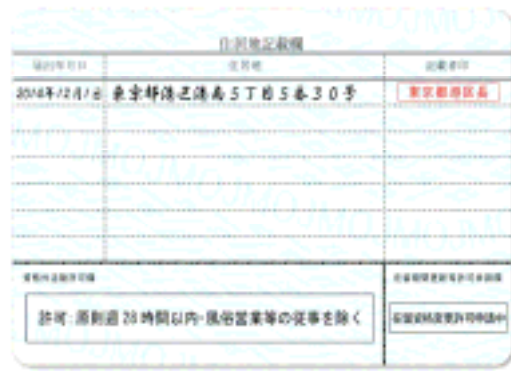 住居地記載欄
届出年月日 住居地 記載者印
2014年12月1日 東京都港区港南5丁目5番30号 東京都港区長
資格外活動許可欄 在留期間更新等許可申請欄
許可:原則週28時間以内・風俗営業等の従事を除く 在留資格変更許可申請中